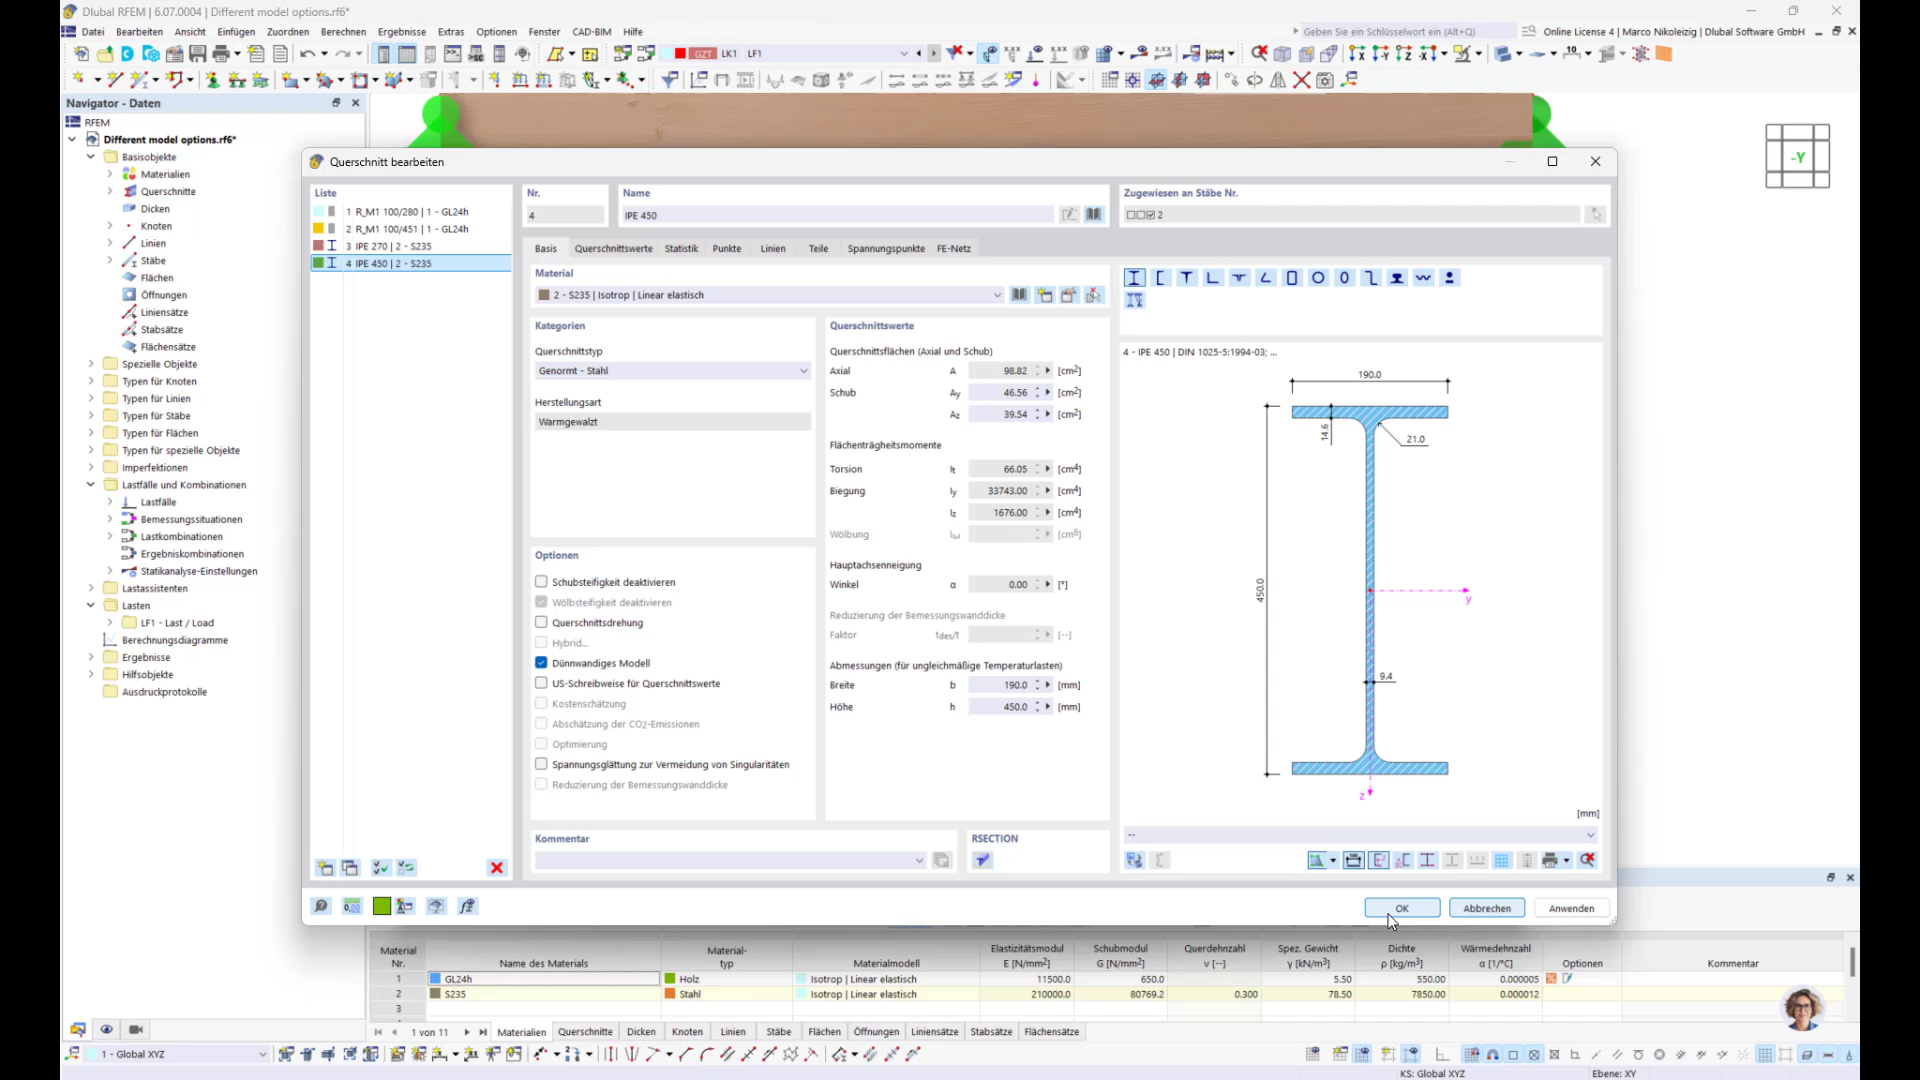 Dlubal RFEM | 6.07.0004 | Different model options.rf6*
Datei Bearbeiten Ansicht Einfügen Zuordnen Berechnen Ergebnisse Extras Optionen Fenster CAD-BIM Hilfe
Geben Sie ein Schlüsselwort ein (Alt+Q)
Online License 4 | Marco Nikoleizig | Dlubal Software GmbH
GZT LK1 LF1
Navigator - Daten
RFEM
Different model options.rf6*
Basisobjekte
Materialien
Querschnitte
Dicken
Knoten
Linien
Stäbe
Flächen
Öffnungen
Liniensätze
Stabsätze
Flächensätze
Spezielle Objekte
Typen für Knoten
Typen für Linien
Typen für Stäbe
Typen für Flächen
Typen für spezielle Objekte
Imperfektionen
Lastfälle und Kombinationen
Lastfälle
Bemessungssituationen
Lastkombinationen
Ergebniskombinationen
Statikanalyse-Einstellungen
Lastassistenten
Lasten
LF1 - Last / Load
Berechnungsdiagramme
Ergebnisse
Hilfsobjekte
Ausdruckprotokolle
-Y
Querschnitt bearbeiten
Liste
1 R_M1 100/280 | 1 - GL24h
2 R_M1 100/451 | 1 - GL24h
3 IPE 270 | 2 - S235
4 IPE 450 | 2 - S235
Nr.
4
Name
IPE 450
Zugewiesen an Stäbe Nr.
2
Basis Querschnittswerte Statistik Punkte Linien Teile Spannungspunkte FE-Netz
Material
2 - S235 | Isotrop | Linear elastisch
Kategorien
Querschnittstyp
Genormt - Stahl
Herstellungsart
Warmgewalzt
Optionen
Schubsteifigkeit deaktivieren
Wölbsteifigkeit deaktivieren
Querschnittsdrehung
Hybrid...
Dünnwandiges Modell
US-Schreibweise für Querschnittswerte
Kostenschätzung
Abschätzung der CO2-Emissionen
Optimierung
Spannungsglättung zur Vermeidung von Singularitäten
Reduzierung der Bemessungswanddicke
Querschnittswerte
Querschnittsflächen (Axial und Schub)
Axial A 98.82 [cm2]
Schub Ay 46.56 [cm2]
Az 39.54 [cm2]
Flächenträgheitsmomente
Torsion It 66.05 [cm4]
Biegung Iy 33743.00 [cm4]
Iz 1676.00 [cm4]
Wölbung Iω [cm6]
Hauptachsenneigung
Winkel α 0.00 [°]
Reduzierung der Bemessungswanddicke
Faktor tdes/t [--]
Abmessungen (für ungleichmäßige Temperaturlasten)
Breite b 190.0 [mm]
Höhe h 450.0 [mm]
Kommentar
RSECTION
4 - IPE 450 | DIN 1025-5:1994-03; ...
190.0
14.6
21.0
450.0
y
9.4
z
[mm]
--
OK Abbrechen Anwenden
Material Nr. Name des Materials Material-typ Materialmodell Elastizitätsmodul E [N/mm2] Schubmodul G [N/mm2] Querdehnzahl ν [--] Spez. Gewicht γ [kN/m3] Dichte ρ [kg/m3] Wärmedehnzahl α [1/°C] Optionen Kommentar
1 GL24h Holz Isotrop | Linear elastisch 11500.0 650.0 5.50 550.00 0.000005
2 S235 Stahl Isotrop | Linear elastisch 210000.0 80769.2 0.300 78.50 7850.00 0.000012
3
1 von 11 Materialien Querschnitte Dicken Knoten Linien Stäbe Flächen Öffnungen Liniensätze Stabsätze Flächensätze
1 - Global XYZ
KS: Global XYZ Ebene: XY